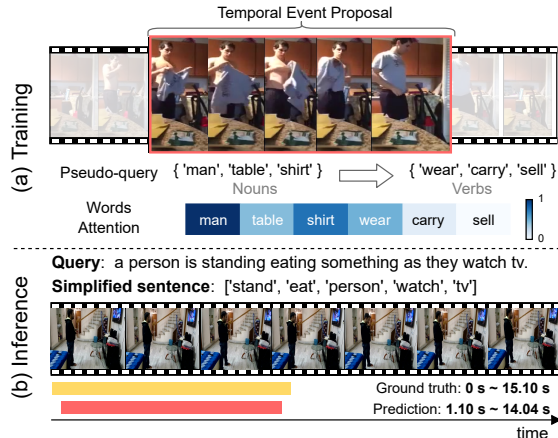 Temporal Event Proposal
(a) Training
Pseudo-query { 'man', 'table', 'shirt' } { 'wear', 'carry', 'sell' }
Nouns Verbs
Words
Attention
man table shirt wear carry sell
1
0
(b) Inference
Query: a person is standing eating something as they watch tv.
Simplified sentence: ['stand', 'eat', 'person', 'watch', 'tv']
Ground truth: 0 s ~ 15.10 s
Prediction: 1.10 s ~ 14.04 s
time